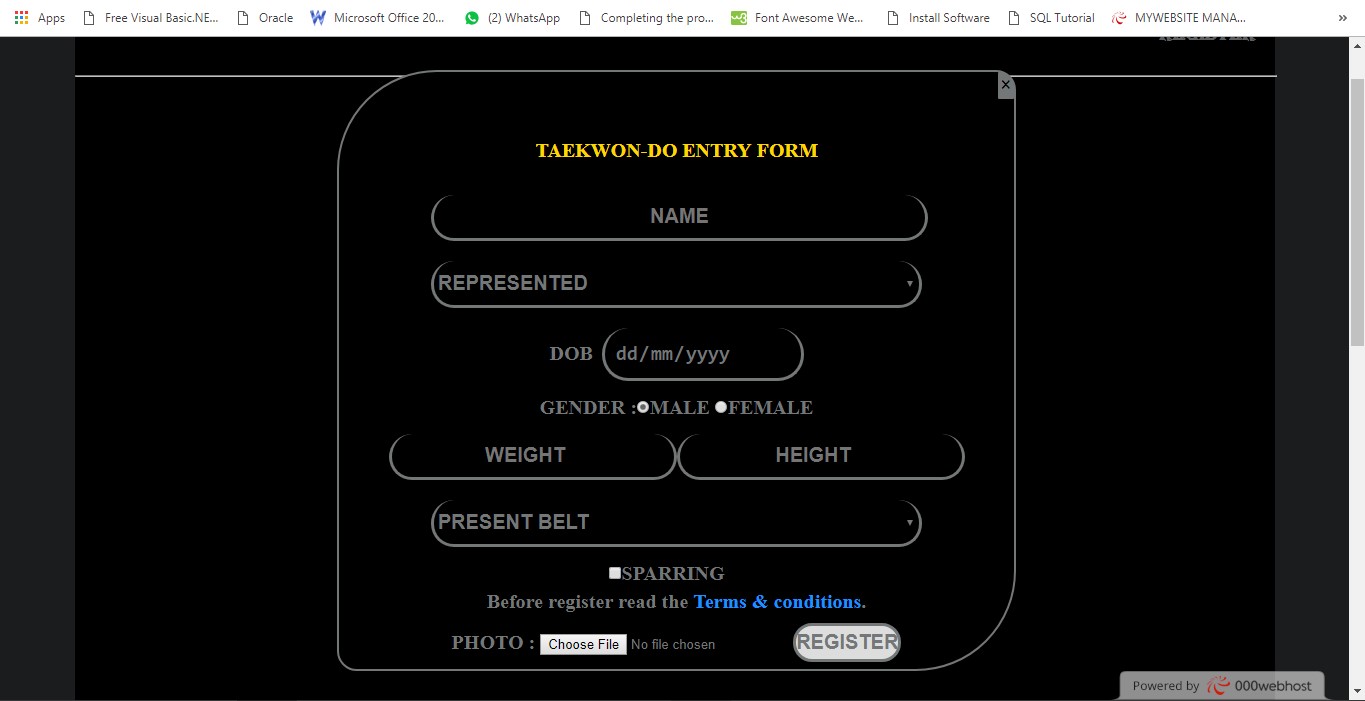 Apps Free Visual Basic.NE... Oracle Microsoft Office 20... (2) WhatsApp Completing the pro... Font Awesome We... Install Software SQL Tutorial MYWEBSITE MANA... »
REGISTER
×
TAEKWON-DO ENTRY FORM
NAME
REPRESENTED
DOB dd/mm/yyyy
GENDER : MALE FEMALE
WEIGHT HEIGHT
PRESENT BELT
SPARRING
Before register read the Terms & conditions.
PHOTO : Choose File No file chosen REGISTER
Powered by 000webhost